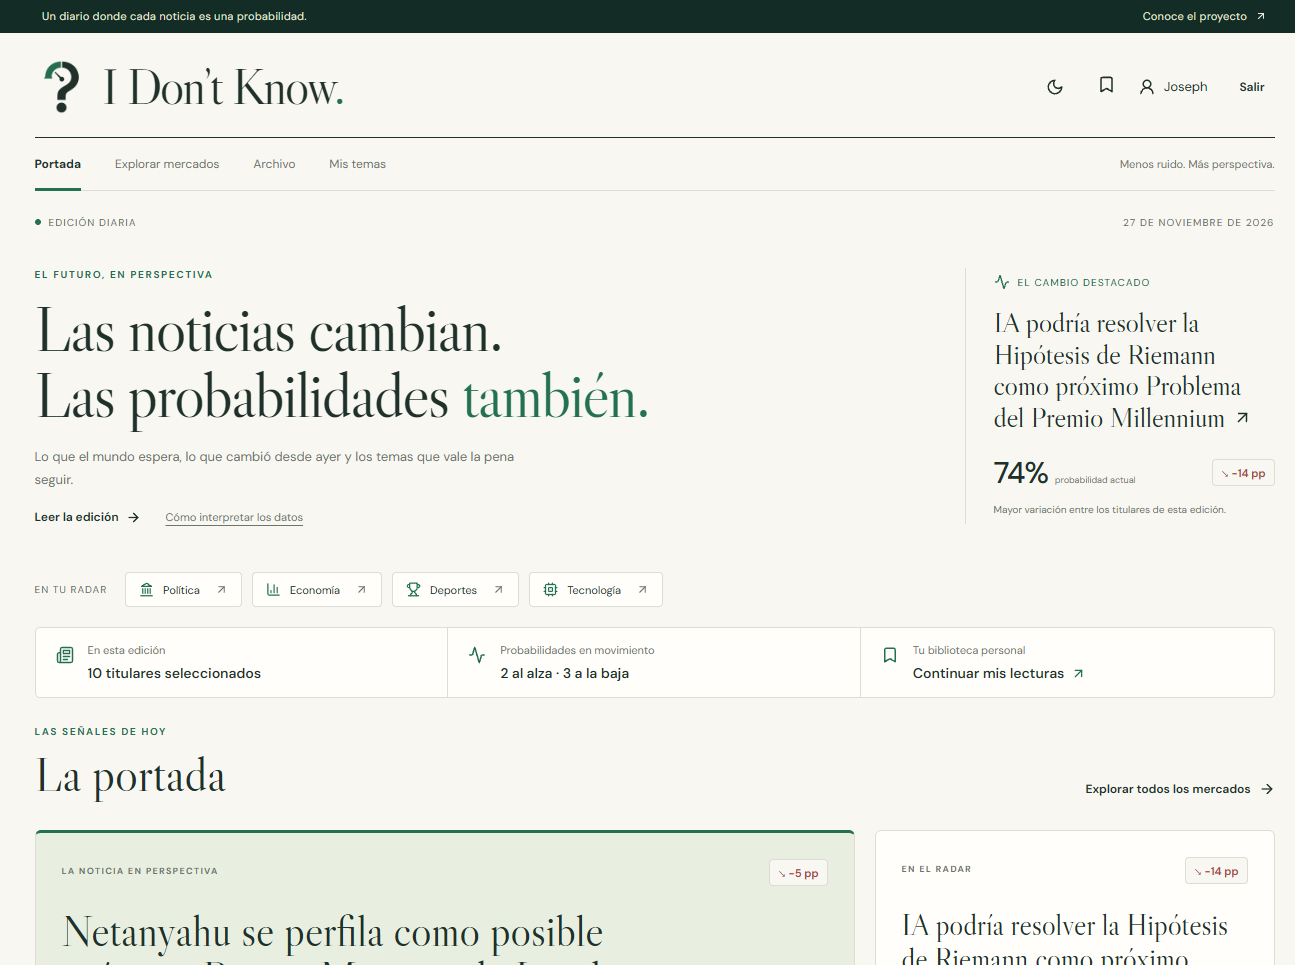 Un diario donde cada noticia es una probabilidad.
Conoce el proyecto
I Don't Know.
Joseph
Salir
Portada
Explorar mercados
Archivo
Mis temas
Menos ruido. Más perspectiva.
EDICIÓN DIARIA
27 DE NOVIEMBRE DE 2026
EL FUTURO, EN PERSPECTIVA
Las noticias cambian.
Las probabilidades también.
Lo que el mundo espera, lo que cambió desde ayer y los temas que vale la pena
seguir.
Leer la edición →
Cómo interpretar los datos
EL CAMBIO DESTACADO
IA podría resolver la
Hipótesis de Riemann
como próximo Problema
del Premio Millennium ↗
74% probabilidad actual
↘ -14 pp
Mayor variación entre los titulares de esta edición.
EN TU RADAR
Política
Economía
Deportes
Tecnología
En esta edición
10 titulares seleccionados
Probabilidades en movimiento
2 al alza · 3 a la baja
Tu biblioteca personal
Continuar mis lecturas ↗
LAS SEÑALES DE HOY
La portada
Explorar todos los mercados →
LA NOTICIA EN PERSPECTIVA
↘ -5 pp
Netanyahu se perfila como posible
EN EL RADAR
↘ -14 pp
IA podría resolver la Hipótesis
de Riemann como próximo